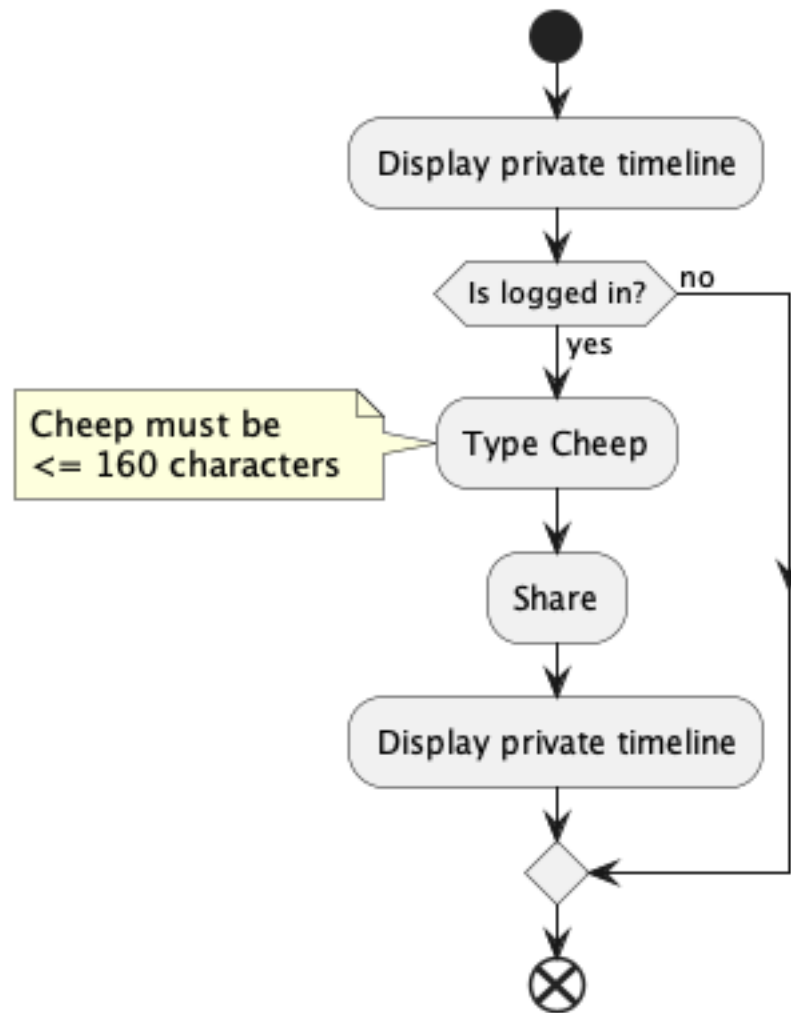 Display private timeline
Is logged in?
no
yes
Cheep must be
<= 160 characters
Type Cheep
Share
Display private timeline